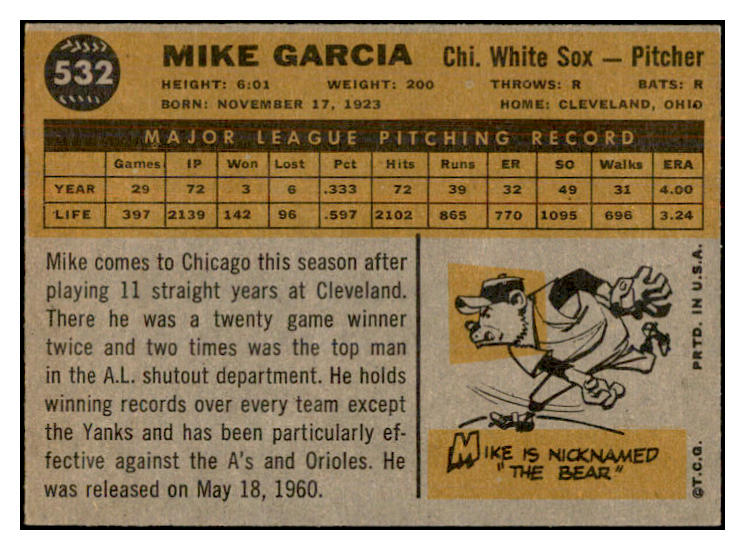 532
MIKE GARCIA Chi. White Sox — Pitcher
HEIGHT: 6:01 WEIGHT: 200 THROWS: R BATS: R
BORN: NOVEMBER 17, 1923 HOME: CLEVELAND, OHIO
MAJOR LEAGUE PITCHING RECORD
Games IP Won Lost Pct Hits Runs ER SO Walks ERA
YEAR 29 72 3 6 .333 72 39 32 49 31 4.00
LIFE 397 2139 142 96 .597 2102 865 770 1095 696 3.24
Mike comes to Chicago this season after
playing 11 straight years at Cleveland.
There he was a twenty game winner
twice and two times was the top man
in the A.L. shutout department. He holds
winning records over every team except
the Yanks and has been particularly ef-
fective against the A's and Orioles. He
was released on May 18, 1960.
MIKE IS NICKNAMED
"THE BEAR"
©T.C.G. PRTD. IN U.S.A.